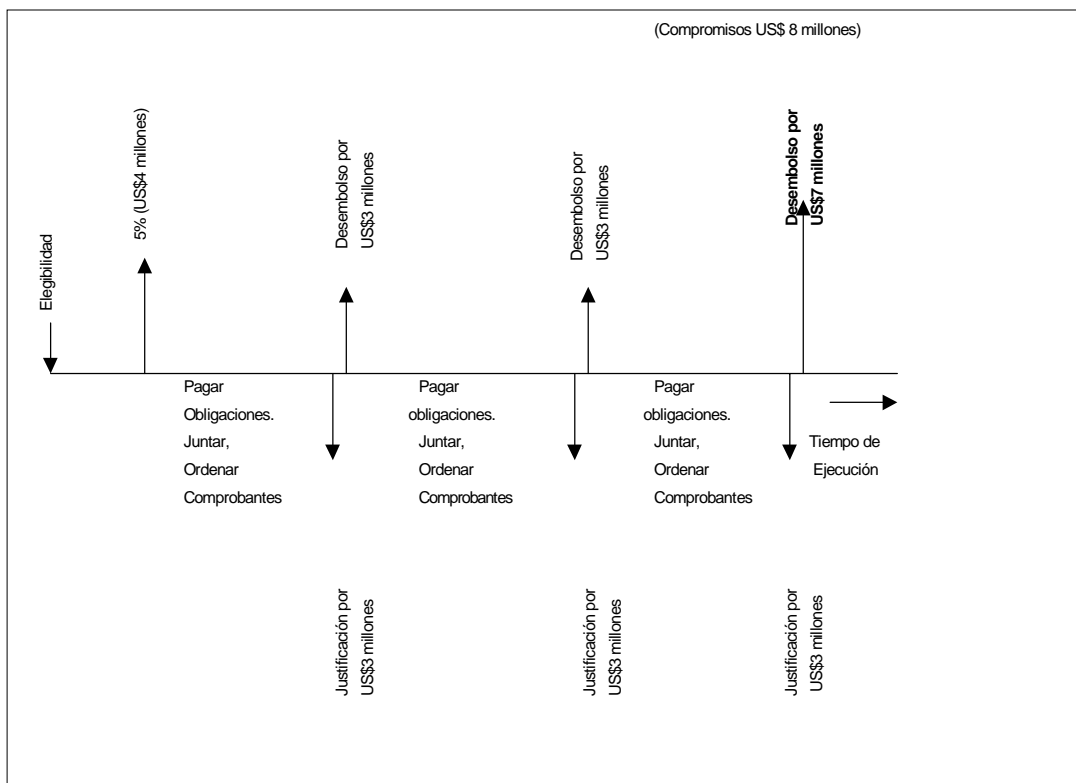 (Compromisos US$ 8 millones)
Elegibilidad
5% (US$4 millones)
Desembolso por
US$3 millones
Desembolso por
US$3 millones
Desembolso por
US$7 millones
Pagar
Obligaciones.
Juntar,
Ordenar
Comprobantes
Pagar
obligaciones.
Juntar,
Ordenar
Comprobantes
Pagar
obligaciones.
Juntar,
Ordenar
Comprobantes
Tiempo de
Ejecución
Justificación por
US$3 millones
Justificación por
US$3 millones
Justificación por
US$3 millones